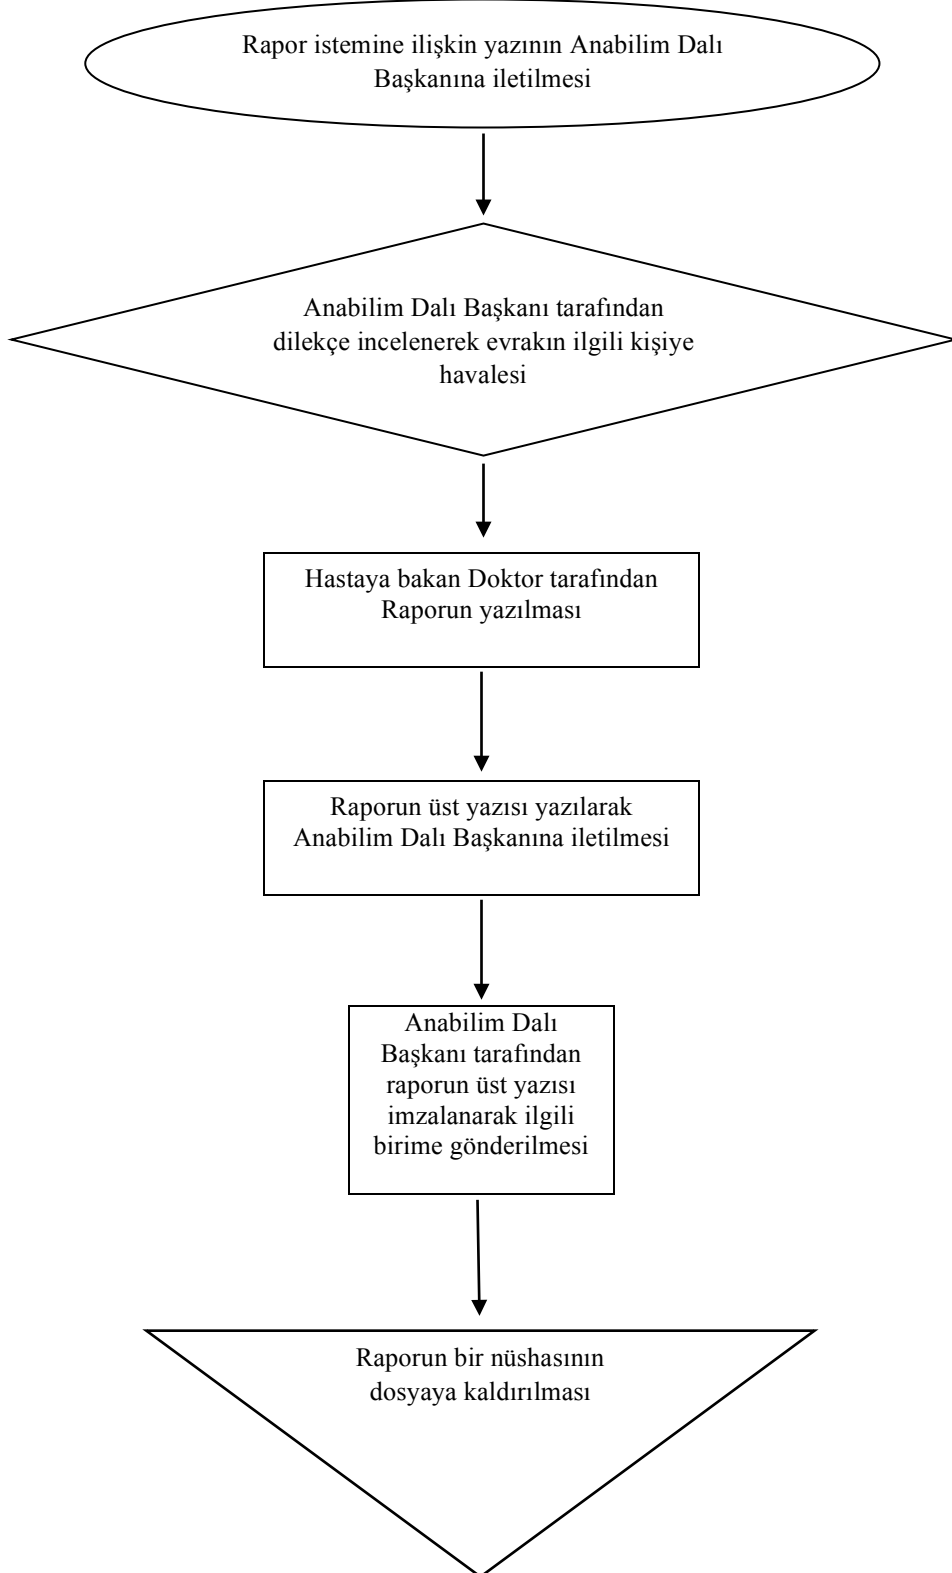 Rapor istemine ilişkin yazının Anabilim Dalı
Başkanına iletilmesi
Anabilim Dalı Başkanı tarafından
dilekçe incelenerek evrakın ilgili kişiye
havalesi
Hastaya bakan Doktor tarafından
Raporun yazılması
Raporun üst yazısı yazılarak
Anabilim Dalı Başkanına iletilmesi
Anabilim Dalı
Başkanı tarafından
raporun üst yazısı
imzalanarak ilgili
birime gönderilmesi
Raporun bir nüshasının
dosyaya kaldırılması